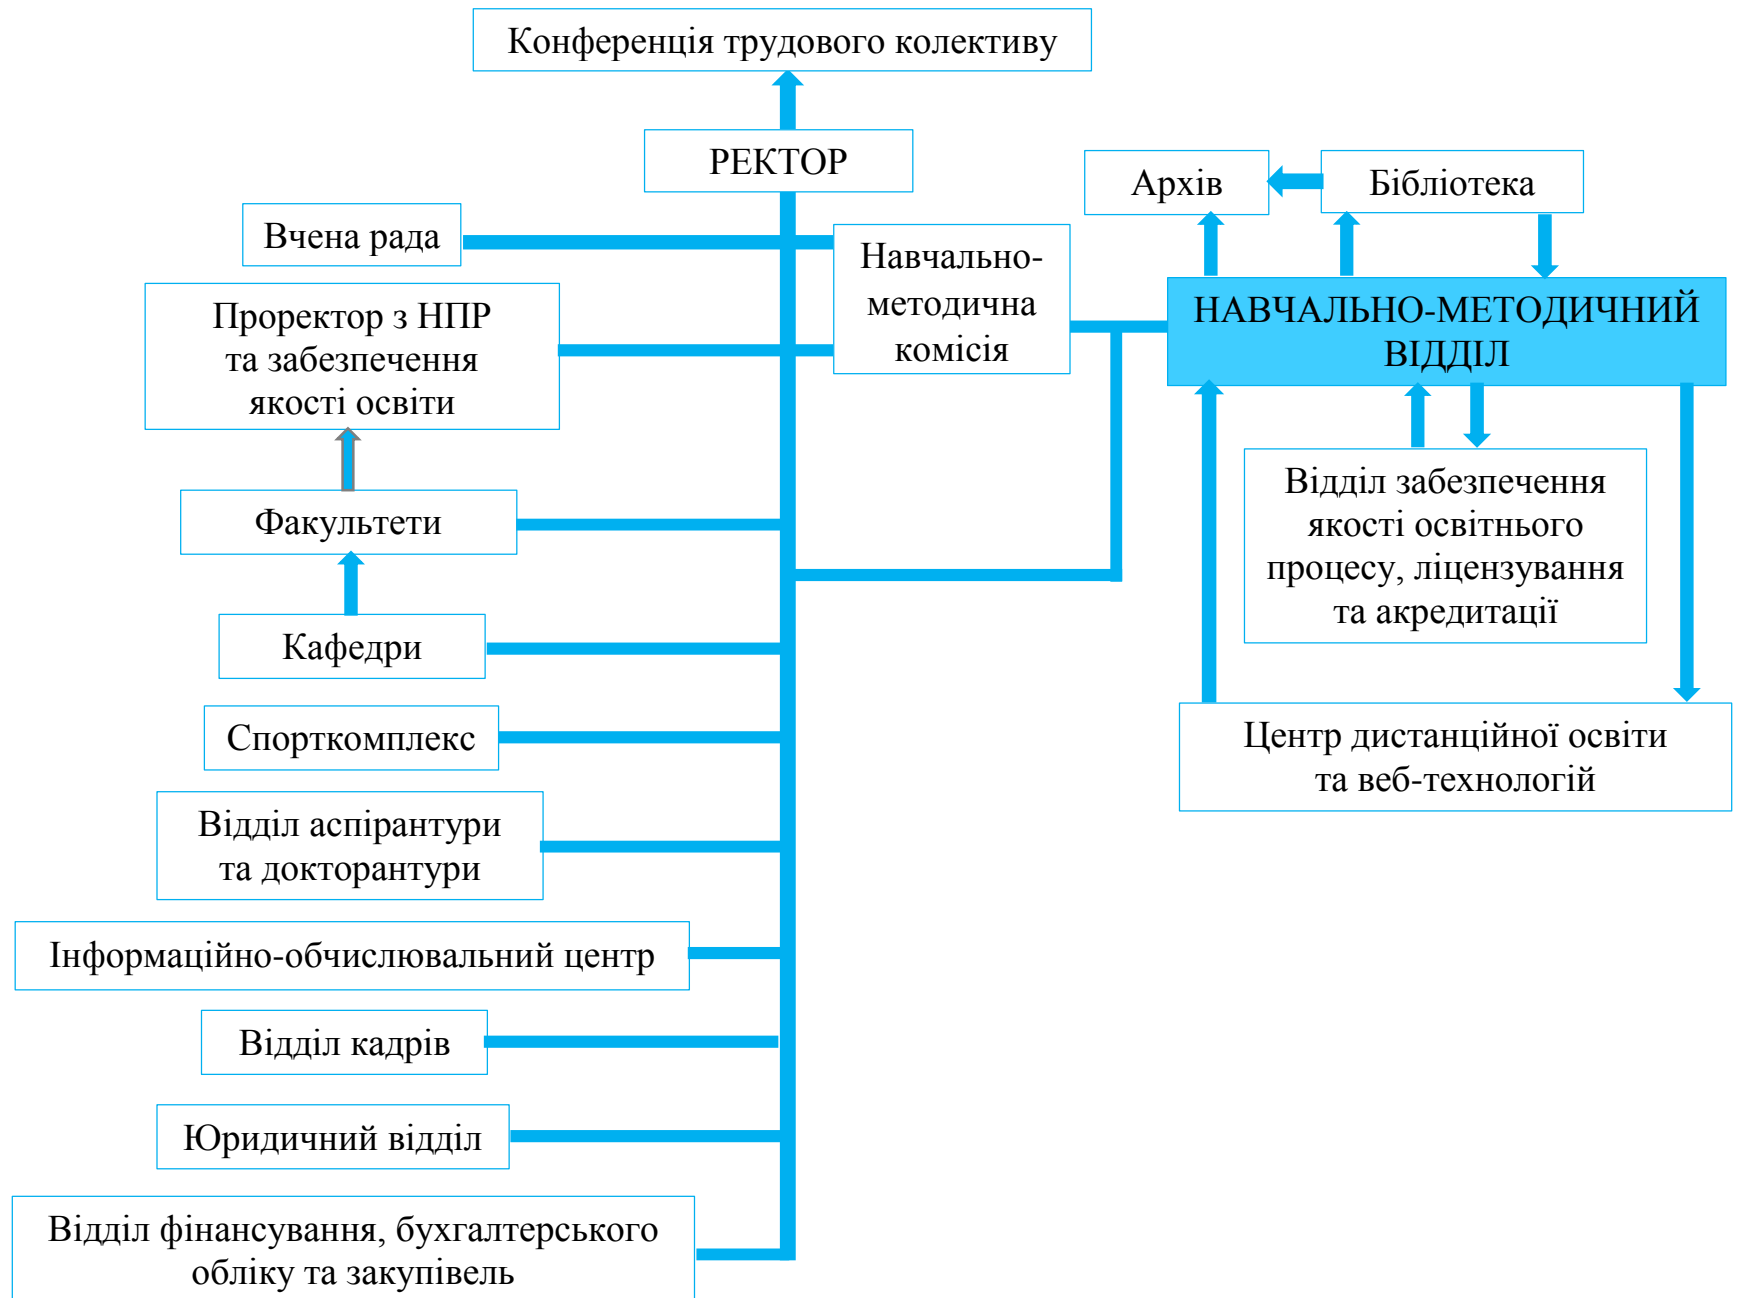 Конференція трудового колективу
РЕКТОР
Архів
Бібліотека
Вчена рада
Навчально-
методична
комісія
НАВЧАЛЬНО-МЕТОДИЧНИЙ
ВІДДІЛ
Проректор з НПР
та забезпечення
якості освіти
Факультети
Відділ забезпечення
якості освітнього
процесу, ліцензування
та акредитації
Кафедри
Спорткомплекс
Центр дистанційної освіти
та веб-технологій
Відділ аспірантури
та докторантури
Інформаційно-обчислювальний центр
Відділ кадрів
Юридичний відділ
Відділ фінансування, бухгалтерського
обліку та закупівель